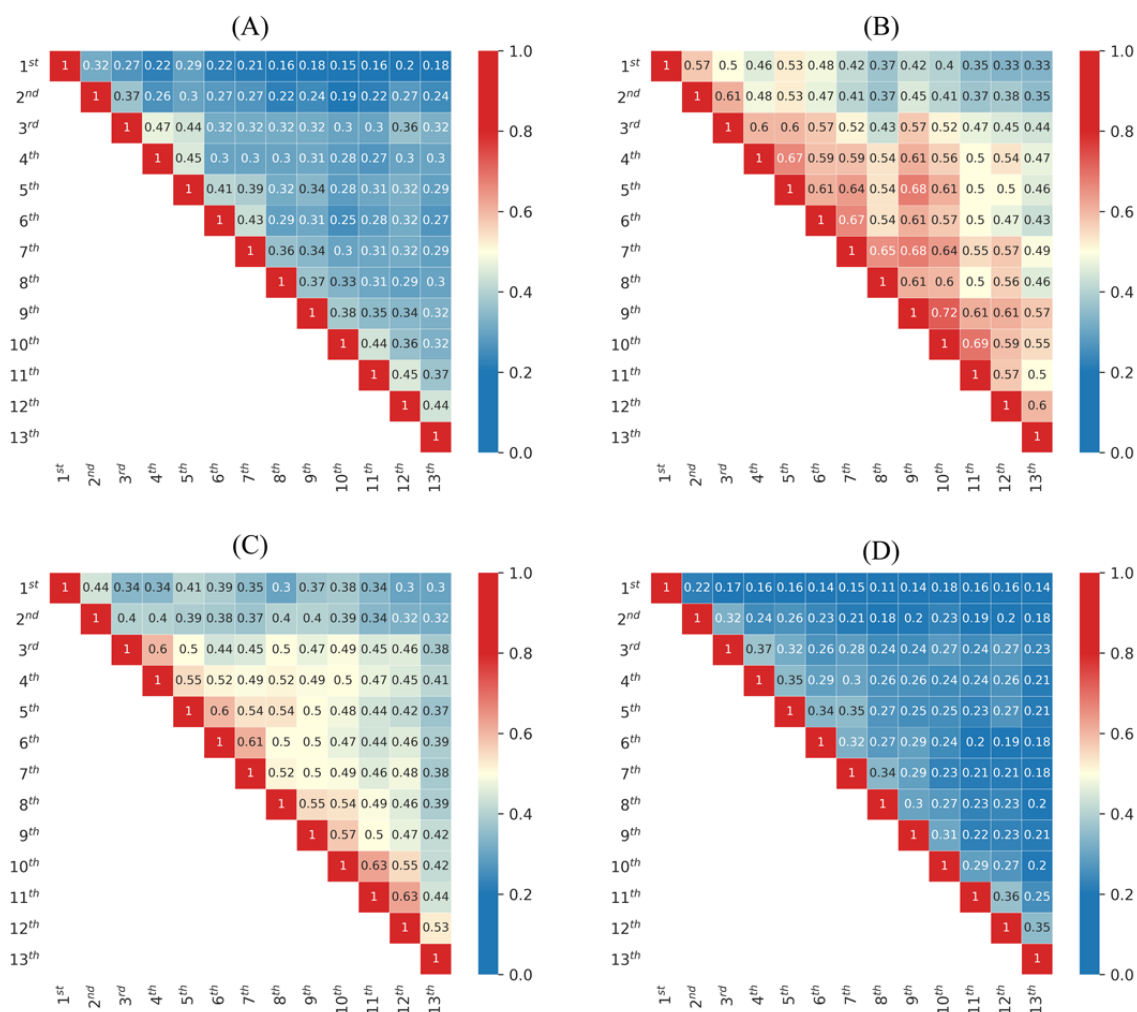 (A)
1st 1 0.32 0.27 0.22 0.29 0.22 0.21 0.16 0.18 0.15 0.16 0.2 0.18
2nd 1 0.37 0.26 0.3 0.27 0.27 0.22 0.24 0.19 0.22 0.27 0.24
3rd 1 0.47 0.44 0.32 0.32 0.32 0.32 0.3 0.3 0.36 0.32
4th 1 0.45 0.3 0.3 0.3 0.31 0.28 0.27 0.3 0.3
5th 1 0.41 0.39 0.32 0.34 0.28 0.31 0.32 0.29
6th 1 0.43 0.29 0.31 0.25 0.28 0.32 0.27
7th 1 0.36 0.34 0.3 0.31 0.32 0.29
8th 1 0.37 0.33 0.31 0.29 0.3
9th 1 0.38 0.35 0.34 0.32
10th 1 0.44 0.36 0.32
11th 1 0.45 0.37
12th 1 0.44
13th 1
1st 2nd 3rd 4th 5th 6th 7th 8th 9th 10th 11th 12th 13th
1.0
0.8
0.6
0.4
0.2
0.0
(B)
1st 1 0.57 0.5 0.46 0.53 0.48 0.42 0.37 0.42 0.4 0.35 0.33 0.33
2nd 1 0.61 0.48 0.53 0.47 0.41 0.37 0.45 0.41 0.37 0.38 0.35
3rd 1 0.6 0.6 0.57 0.52 0.43 0.57 0.52 0.47 0.45 0.44
4th 1 0.67 0.59 0.59 0.54 0.61 0.56 0.5 0.54 0.47
5th 1 0.61 0.64 0.54 0.68 0.61 0.5 0.5 0.46
6th 1 0.67 0.54 0.61 0.57 0.5 0.47 0.43
7th 1 0.65 0.68 0.64 0.55 0.57 0.49
8th 1 0.61 0.6 0.5 0.56 0.46
9th 1 0.72 0.61 0.61 0.57
10th 1 0.69 0.59 0.55
11th 1 0.57 0.5
12th 1 0.6
13th 1
1st 2nd 3rd 4th 5th 6th 7th 8th 9th 10th 11th 12th 13th
1.0
0.8
0.6
0.4
0.2
0.0
(C)
1st 1 0.44 0.34 0.34 0.41 0.39 0.35 0.3 0.37 0.38 0.34 0.3 0.3
2nd 1 0.4 0.4 0.39 0.38 0.37 0.4 0.4 0.39 0.34 0.32 0.32
3rd 1 0.6 0.5 0.44 0.45 0.5 0.47 0.49 0.45 0.46 0.38
4th 1 0.55 0.52 0.49 0.52 0.49 0.5 0.47 0.45 0.41
5th 1 0.6 0.54 0.54 0.5 0.48 0.44 0.42 0.37
6th 1 0.61 0.5 0.5 0.47 0.44 0.46 0.39
7th 1 0.52 0.5 0.49 0.46 0.48 0.38
8th 1 0.55 0.54 0.49 0.46 0.39
9th 1 0.57 0.5 0.47 0.42
10th 1 0.63 0.55 0.42
11th 1 0.63 0.44
12th 1 0.53
13th 1
1st 2nd 3rd 4th 5th 6th 7th 8th 9th 10th 11th 12th 13th
1.0
0.8
0.6
0.4
0.2
0.0
(D)
1st 1 0.22 0.17 0.16 0.16 0.14 0.15 0.11 0.14 0.18 0.16 0.16 0.14
2nd 1 0.32 0.24 0.26 0.23 0.21 0.18 0.2 0.23 0.19 0.2 0.18
3rd 1 0.37 0.32 0.26 0.28 0.24 0.24 0.27 0.24 0.27 0.23
4th 1 0.35 0.29 0.3 0.26 0.26 0.24 0.24 0.26 0.21
5th 1 0.34 0.35 0.27 0.25 0.25 0.23 0.27 0.21
6th 1 0.32 0.27 0.29 0.24 0.2 0.19 0.18
7th 1 0.34 0.29 0.23 0.21 0.21 0.18
8th 1 0.3 0.27 0.23 0.23 0.2
9th 1 0.31 0.22 0.23 0.21
10th 1 0.29 0.27 0.2
11th 1 0.36 0.25
12th 1 0.35
13th 1
1st 2nd 3rd 4th 5th 6th 7th 8th 9th 10th 11th 12th 13th
1.0
0.8
0.6
0.4
0.2
0.0